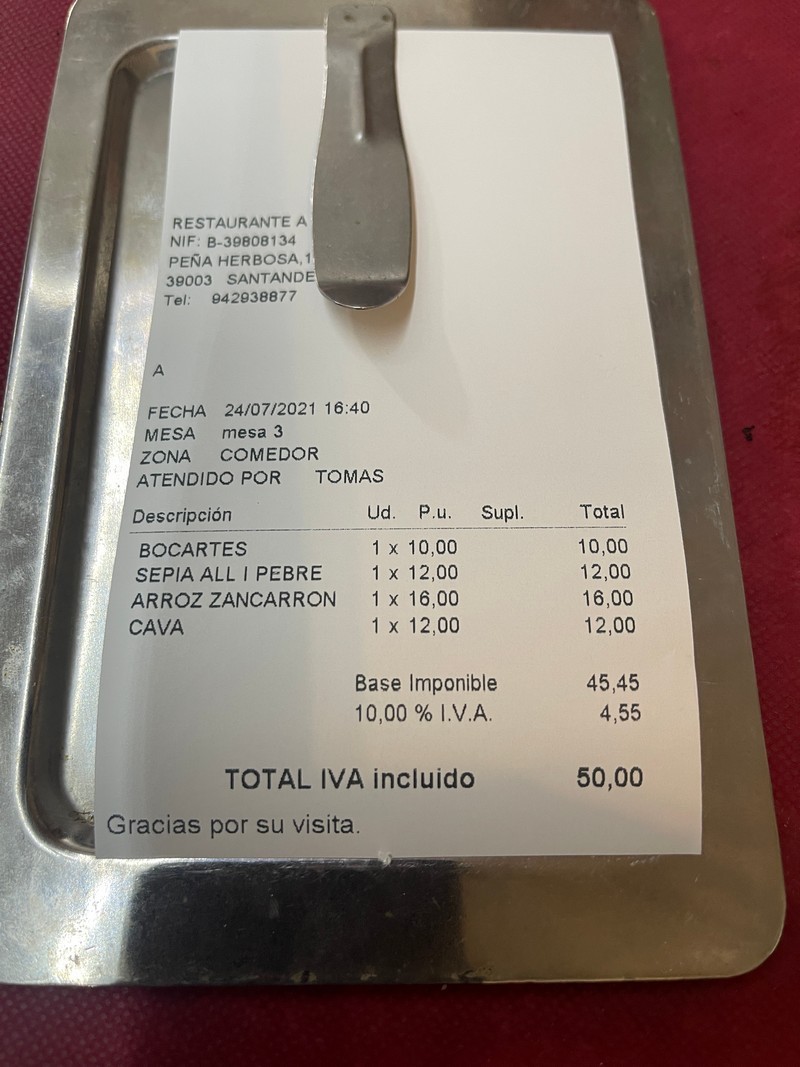 RESTAURANTE A
NIF: B-39808134
PEÑA HERBOSA,1
39003 SANTANDE
Tel: 942938877
A
FECHA 24/07/2021 16:40
MESA mesa 3
ZONA COMEDOR
ATENDIDO POR TOMAS
Descripción Ud. P.u. Supl. Total
BOCARTES 1 x 10,00 10,00
SEPIA ALL I PEBRE 1 x 12,00 12,00
ARROZ ZANCARRON 1 x 16,00 16,00
CAVA 1 x 12,00 12,00
Base Imponible 45,45
10,00 % I.V.A. 4,55
TOTAL IVA incluido 50,00
Gracias por su visita.